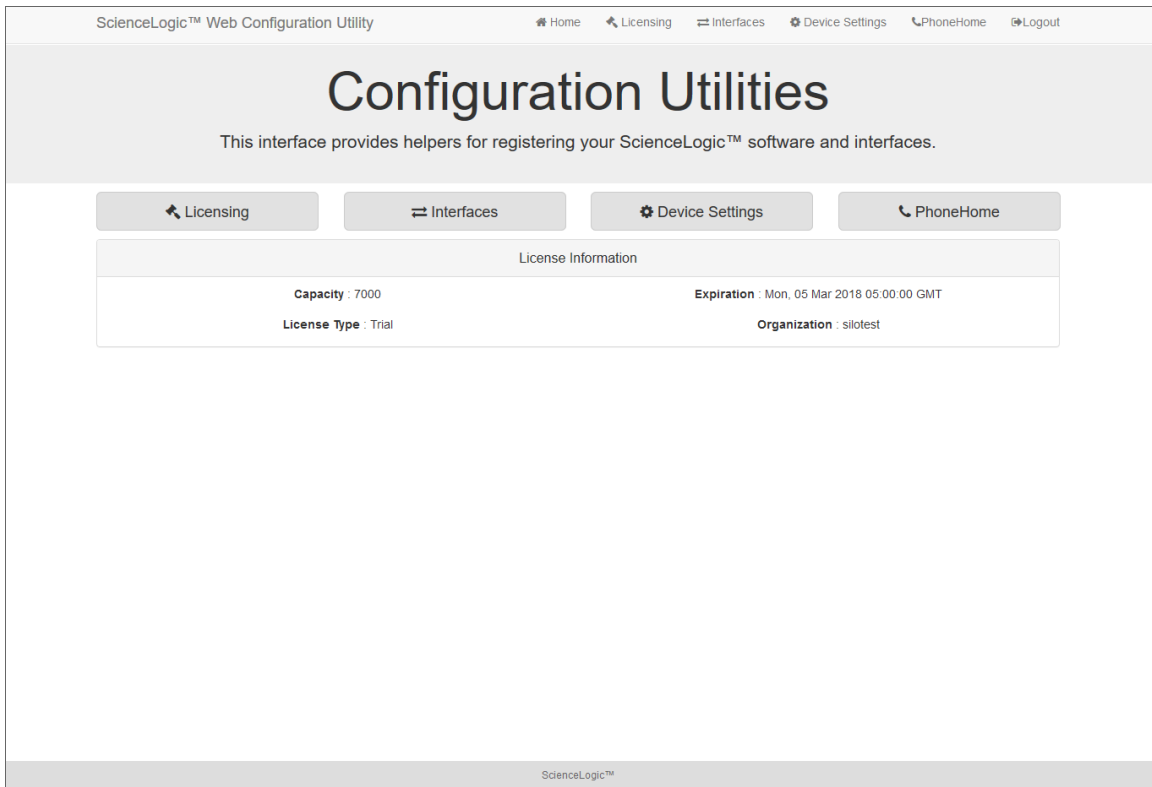 ScienceLogic™ Web Configuration Utility Home Licensing Interfaces Device Settings PhoneHome Logout
Configuration Utilities
This interface provides helpers for registering your ScienceLogic™ software and interfaces.
Licensing Interfaces Device Settings PhoneHome
License Information
Capacity : 7000 Expiration : Mon, 05 Mar 2018 05:00:00 GMT
License Type : Trial Organization : silotest
ScienceLogic™